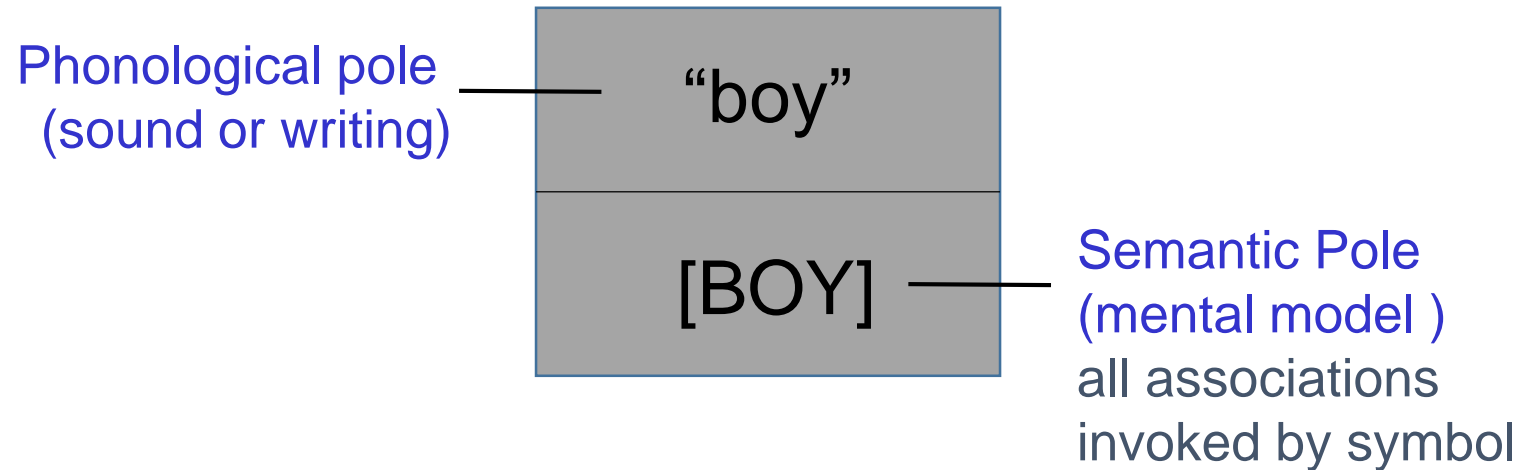 Phonological pole
(sound or writing)
“boy”
[BOY]
Semantic Pole
(mental model )
all associations
invoked by symbol